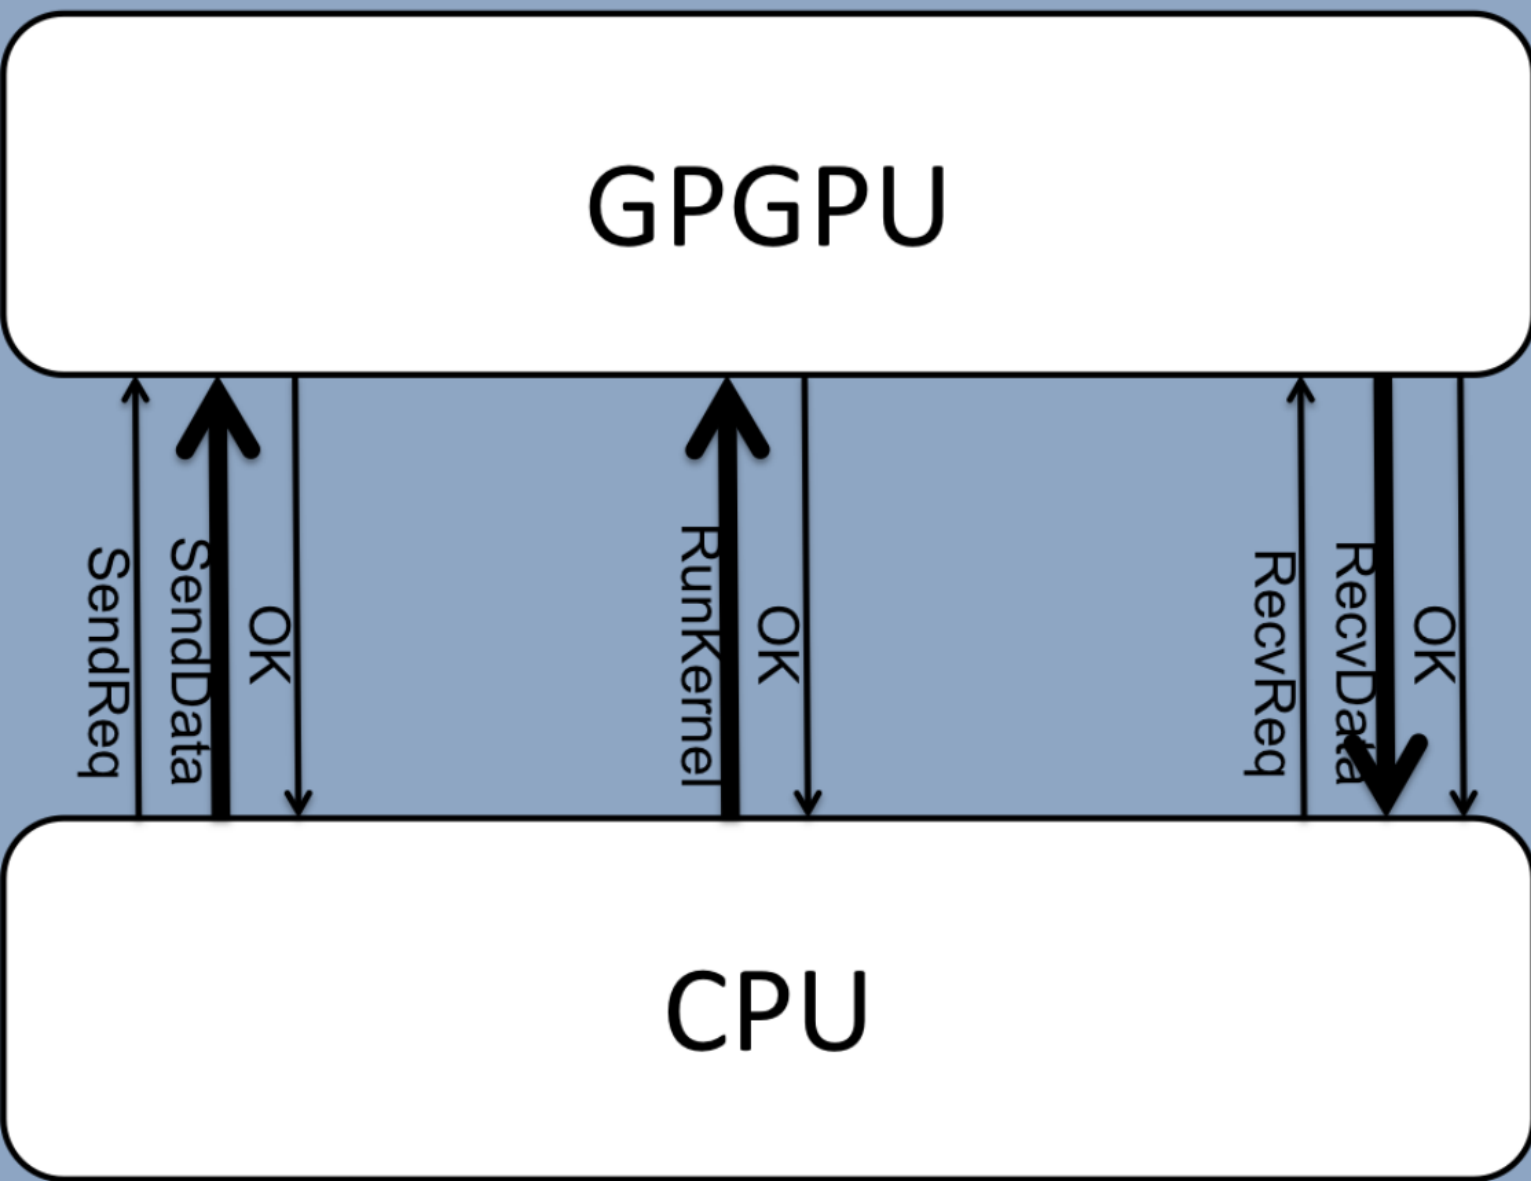 GPGPU
SendReq
SendData
OK
RunKernel
OK
RecvReq
RecvData
OK
CPU